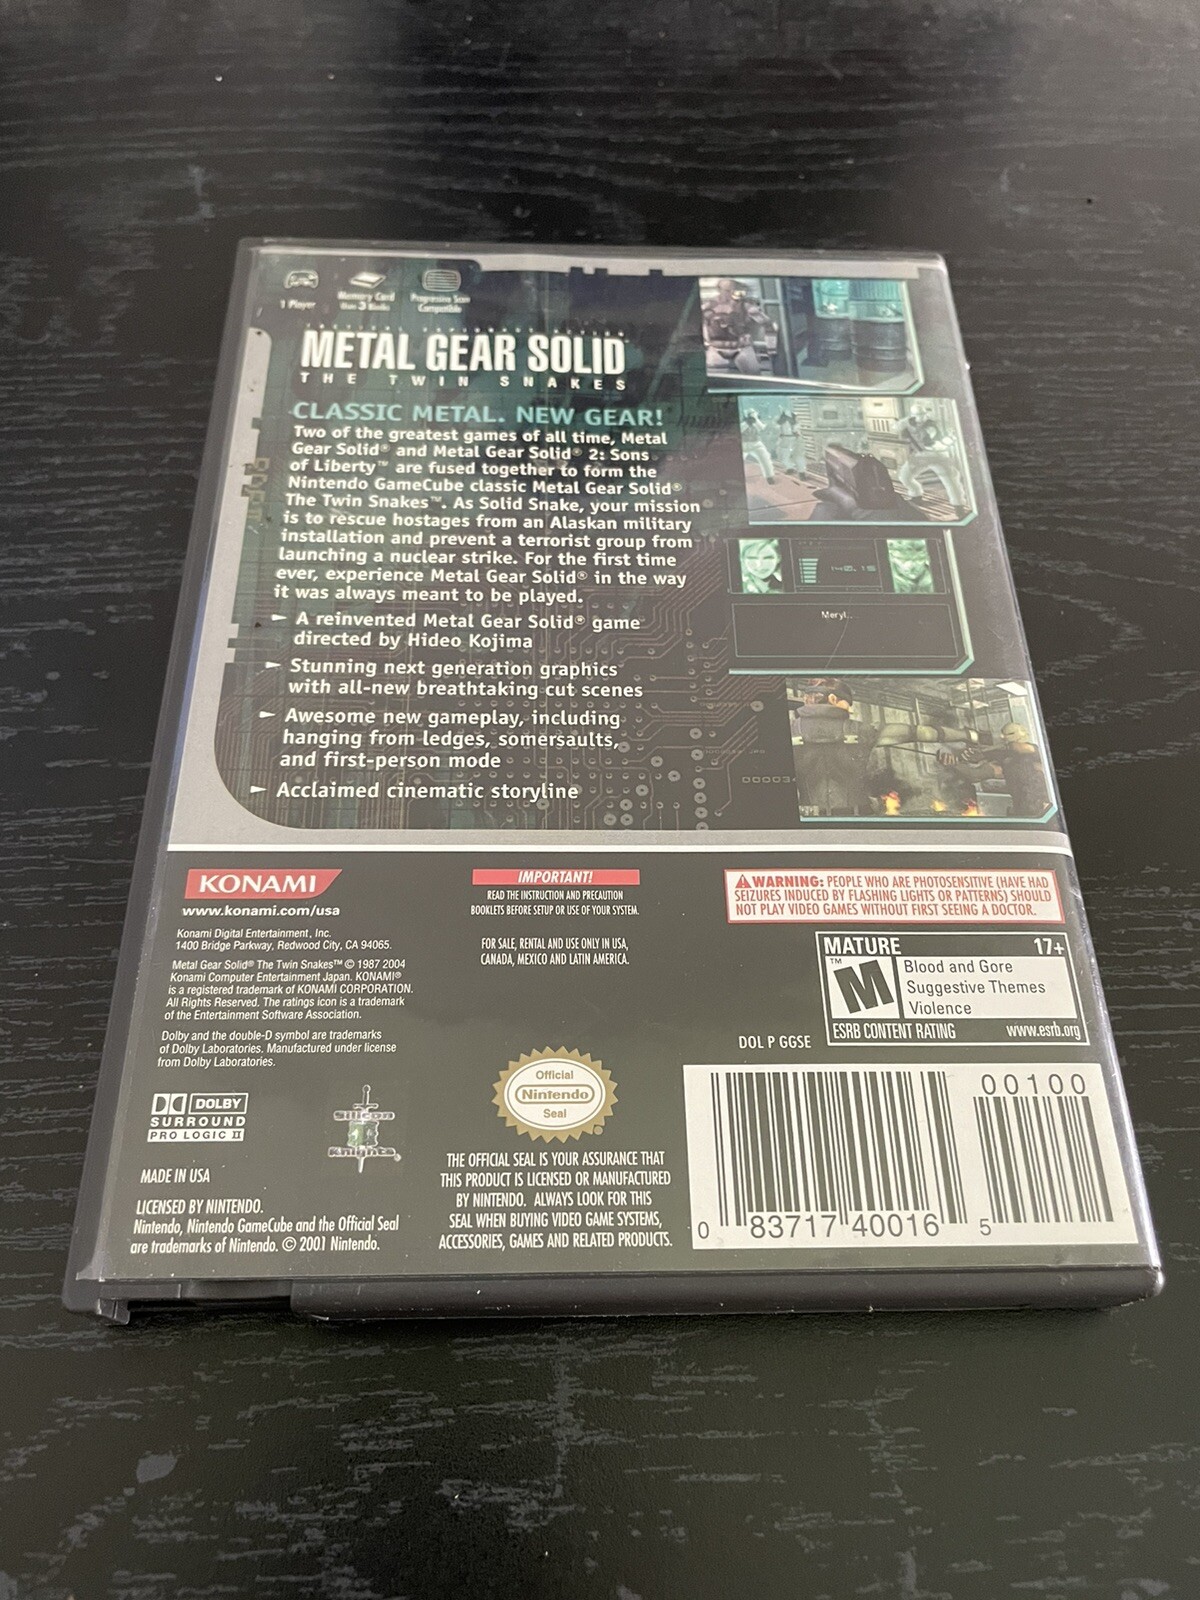 1 Player
Memory Card
Progressive Scan
Compatible
TACTICAL ESPIONAGE ACTION
METAL GEAR SOLID
THE TWIN SNAKES
CLASSIC METAL. NEW GEAR!
Two of the greatest games of all time, Metal
Gear Solid® and Metal Gear Solid® 2: Sons
of Liberty™ are fused together to form the
Nintendo GameCube classic Metal Gear Solid®
The Twin Snakes™. As Solid Snake, your mission
is to rescue hostages from an Alaskan military
installation and prevent a terrorist group from
launching a nuclear strike. For the first time
ever, experience Metal Gear Solid® in the way
it was always meant to be played.
A reinvented Metal Gear Solid® game
directed by Hideo Kojima
Stunning next generation graphics
with all-new breathtaking cut scenes
Awesome new gameplay, including
hanging from ledges, somersaults,
and first-person mode
Acclaimed cinematic storyline
140.15
Meryl..
KONAMI
www.konami.com/usa
Konami Digital Entertainment, Inc.
1400 Bridge Parkway, Redwood City, CA 94065.
Metal Gear Solid® The Twin Snakes™ © 1987 2004
Konami Computer Entertainment Japan. KONAMI®
is a registered trademark of KONAMI CORPORATION.
All Rights Reserved. The ratings icon is a trademark
of the Entertainment Software Association.
Dolby and the double-D symbol are trademarks
of Dolby Laboratories. Manufactured under license
from Dolby Laboratories.
DOLBY
SURROUND
PRO LOGIC II
Silicon
Knights
MADE IN USA
LICENSED BY NINTENDO.
Nintendo, Nintendo GameCube and the Official Seal
are trademarks of Nintendo. © 2001 Nintendo.
IMPORTANT!
READ THE INSTRUCTION AND PRECAUTION
BOOKLETS BEFORE SETUP OR USE OF YOUR SYSTEM.
FOR SALE, RENTAL AND USE ONLY IN USA,
CANADA, MEXICO AND LATIN AMERICA.
Official
Nintendo
Seal
THE OFFICIAL SEAL IS YOUR ASSURANCE THAT
THIS PRODUCT IS LICENSED OR MANUFACTURED
BY NINTENDO. ALWAYS LOOK FOR THIS
SEAL WHEN BUYING VIDEO GAME SYSTEMS,
ACCESSORIES, GAMES AND RELATED PRODUCTS.
WARNING: PEOPLE WHO ARE PHOTOSENSITIVE (HAVE HAD
SEIZURES INDUCED BY FLASHING LIGHTS OR PATTERNS) SHOULD
NOT PLAY VIDEO GAMES WITHOUT FIRST SEEING A DOCTOR.
MATURE 17+
M™
Blood and Gore
Suggestive Themes
Violence
ESRB CONTENT RATING www.esrb.org
DOL P GGSE
00100
0 83717 40016 5